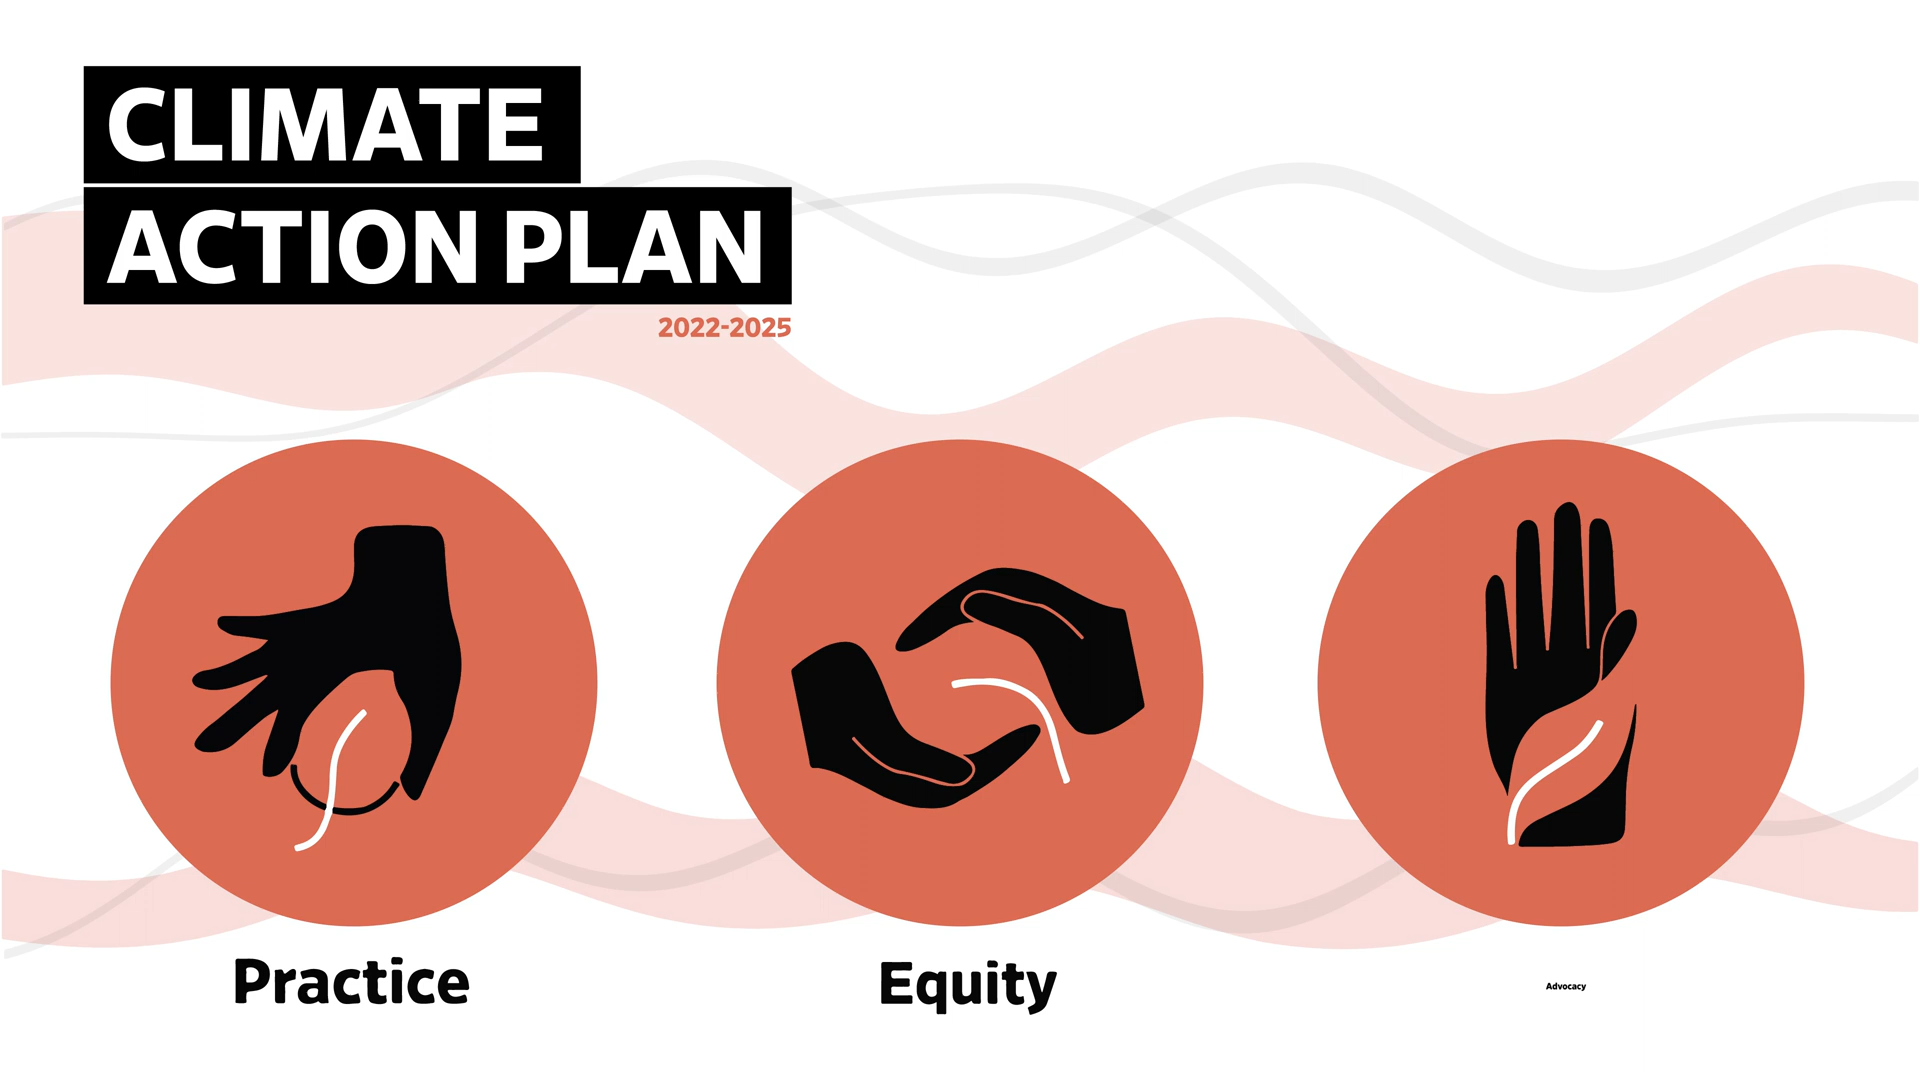 CLIMATE
ACTION PLAN
2022-2025
Practice
Equity
Advocacy